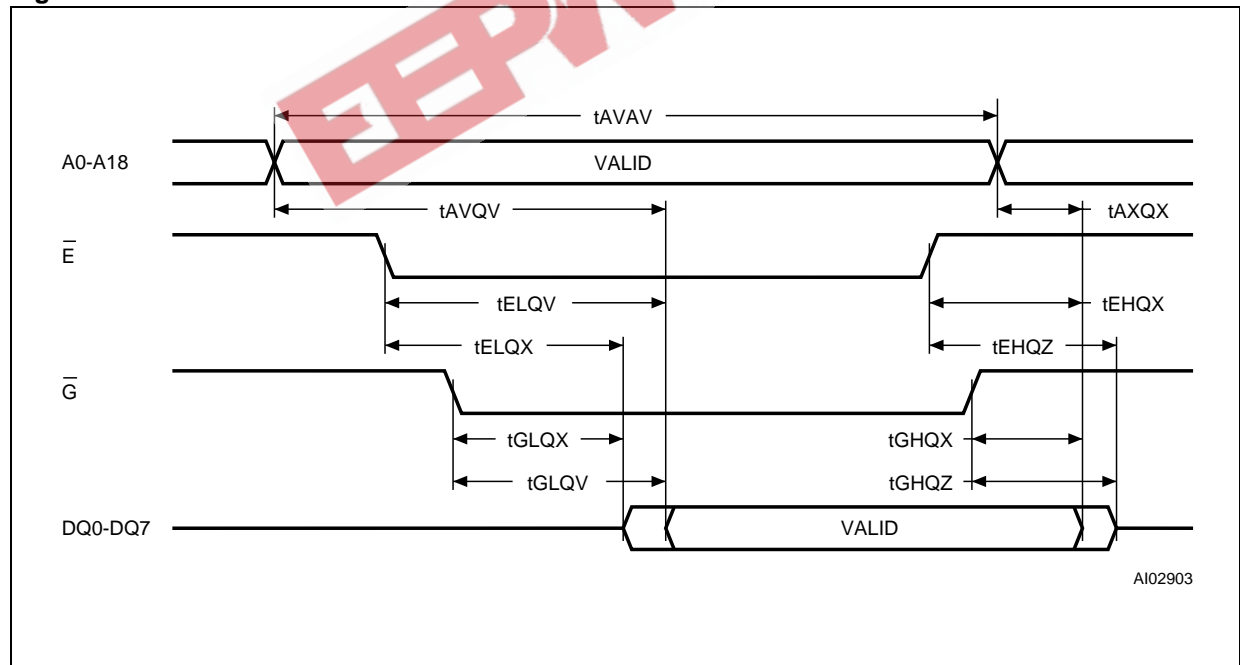 tAVAV
A0-A18 VALID
tAVQV tAXQX
E
tELQV tEHQX
tELQX tEHQZ
G
tGLQX tGHQX
tGLQV tGHQZ
DQ0-DQ7 VALID
AI02903